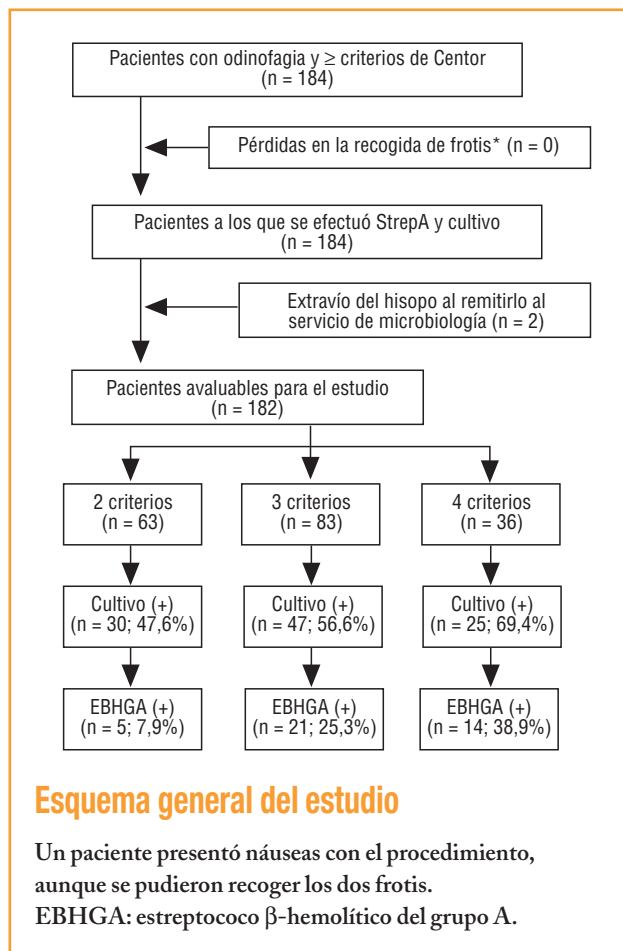 Pacientes con odinofagia y ≥ criterios de Centor
(n = 184)
Pérdidas en la recogida de frotis* (n = 0)
Pacientes a los que se efectuó StrepA y cultivo
(n = 184)
Extravío del hisopo al remitirlo al
servicio de microbiología (n = 2)
Pacientes avaluables para el estudio
(n = 182)
2 criterios
(n = 63)
3 criterios
(n = 83)
4 criterios
(n = 36)
Cultivo (+)
(n = 30; 47,6%)
Cultivo (+)
(n = 47; 56,6%)
Cultivo (+)
(n = 25; 69,4%)
EBHGA (+)
(n = 5; 7,9%)
EBHGA (+)
(n = 21; 25,3%)
EBHGA (+)
(n = 14; 38,9%)
Esquema general del estudio
Un paciente presentó náuseas con el procedimiento,
aunque se pudieron recoger los dos frotis.
EBHGA: estreptococo β-hemolítico del grupo A.